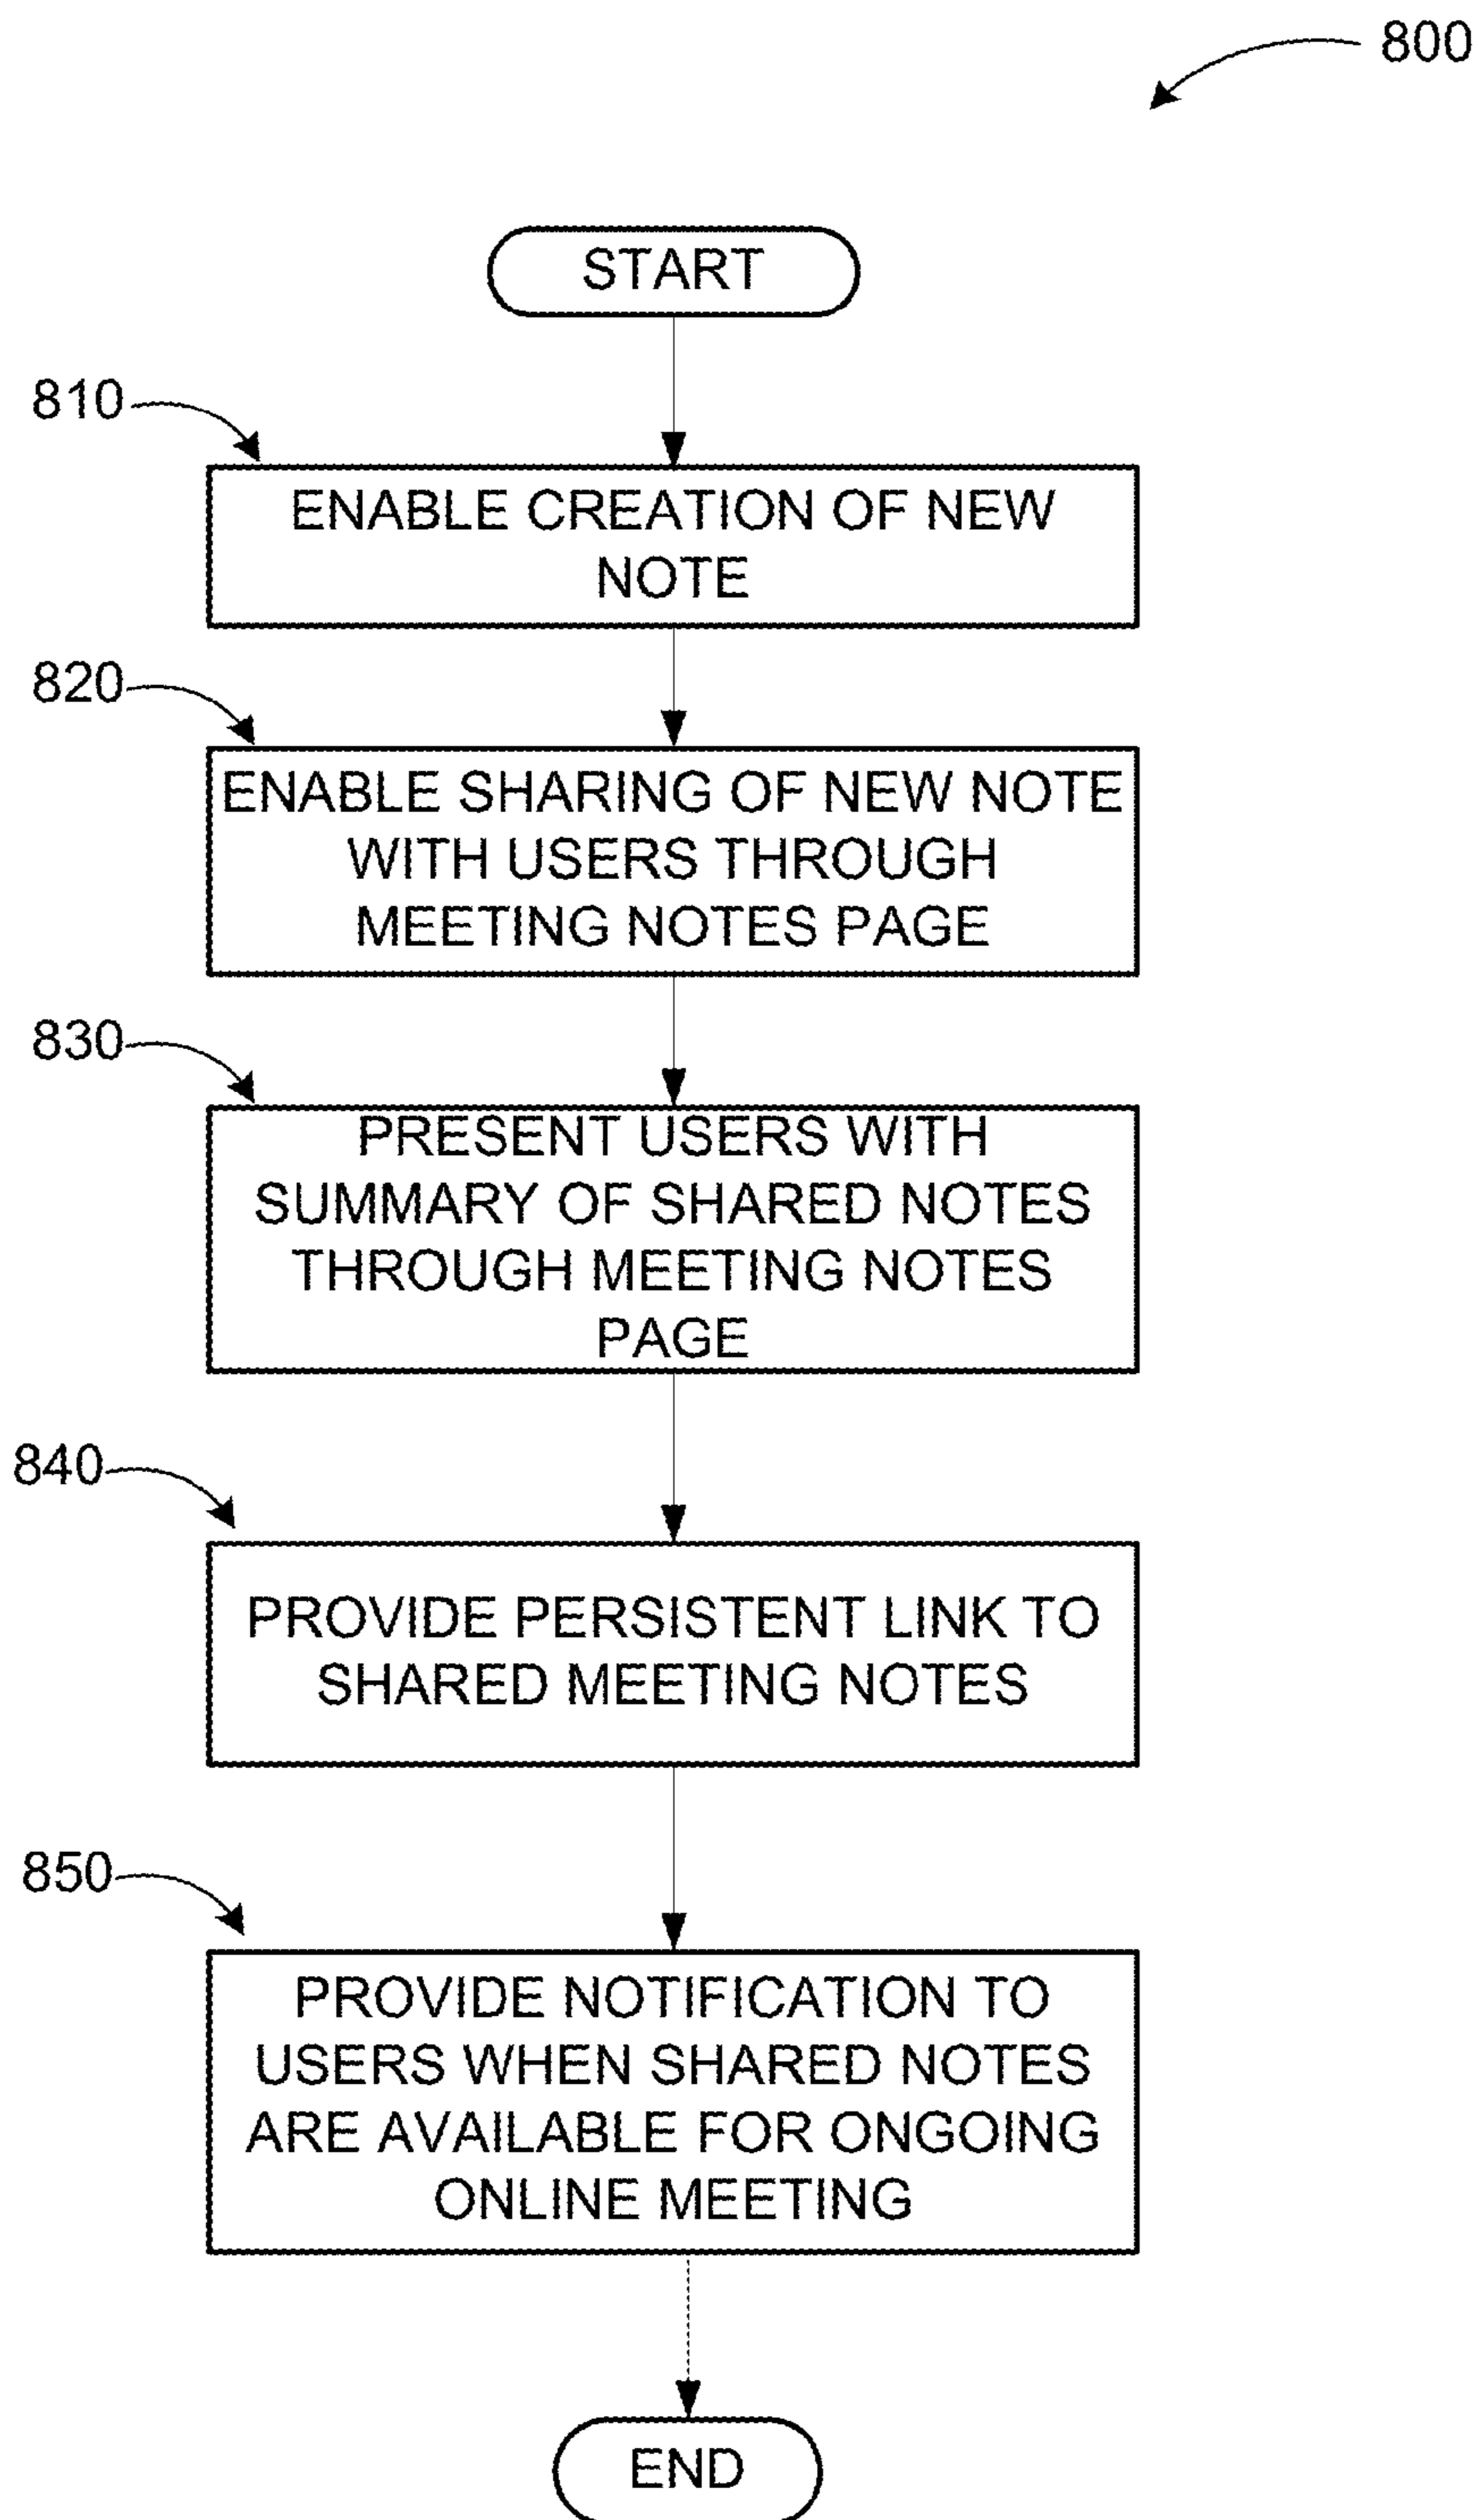 800
START
810
ENABLE CREATION OF NEW
NOTE
820
ENABLE SHARING OF NEW NOTE
WITH USERS THROUGH
MEETING NOTES PAGE
830
PRESENT USERS WITH
SUMMARY OF SHARED NOTES
THROUGH MEETING NOTES
PAGE
840
PROVIDE PERSISTENT LINK TO
SHARED MEETING NOTES
850
PROVIDE NOTIFICATION TO
USERS WHEN SHARED NOTES
ARE AVAILABLE FOR ONGOING
ONLINE MEETING
END